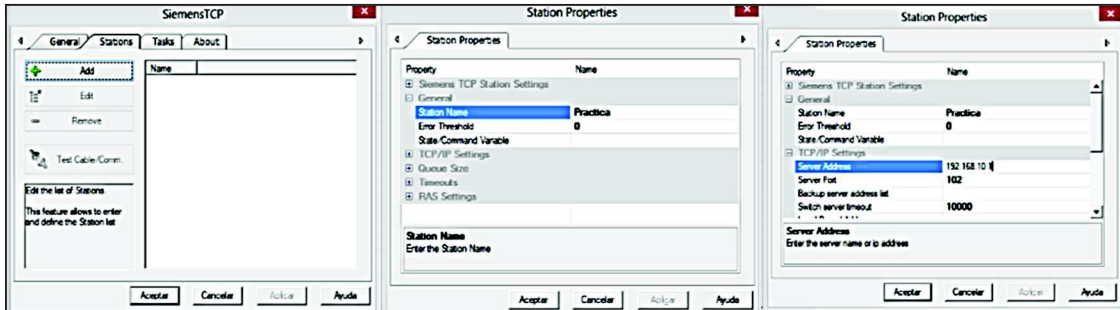 SiemensTCP
General
Stations
Tasks
About
Add
Edit
Remove
Test Cable/Comm.
Name
Edit the list of Stations
This feature allows to enter
and define the Station list
Aceptar
Cancelar
Aplicar
Ayuda
Station Properties
Station Properties
Property Name
Siemens TCP Station Settings
General
Station Name Practica
Error Threshold 0
State/Command Variable
TCP/IP Settings
Queue Size
Timeouts
RAS Settings
Station Name
Enter the Station Name
Aceptar
Cancelar
Aplicar
Ayuda
Station Properties
Station Properties
Property Name
Siemens TCP Station Settings
General
Station Name Practica
Error Threshold 0
State/Command Variable
TCP/IP Settings
Server Address 192.168.10.1
Server Port 102
Backup server address list
Switch server timeout 10000
Server Address
Enter the server name or ip address
Aceptar
Cancelar
Aplicar
Ayuda